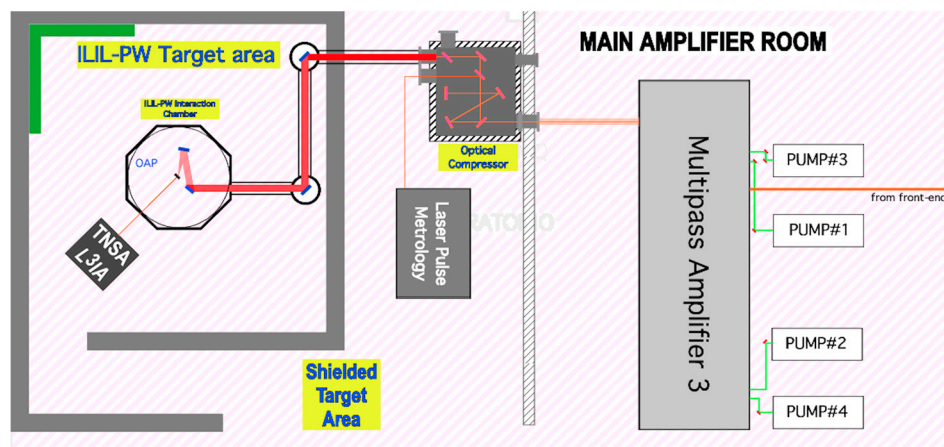 ILIL-PW Target area
MAIN AMPLIFIER ROOM
ILIL-PW Interaction
Chamber
OAP
Optical
Compressor
TNSA
L3IA
Laser Pulse
Metrology
Multipass Amplifier 3
PUMP#3
from front-end
PUMP#1
PUMP#2
PUMP#4
Shielded
Target
Area